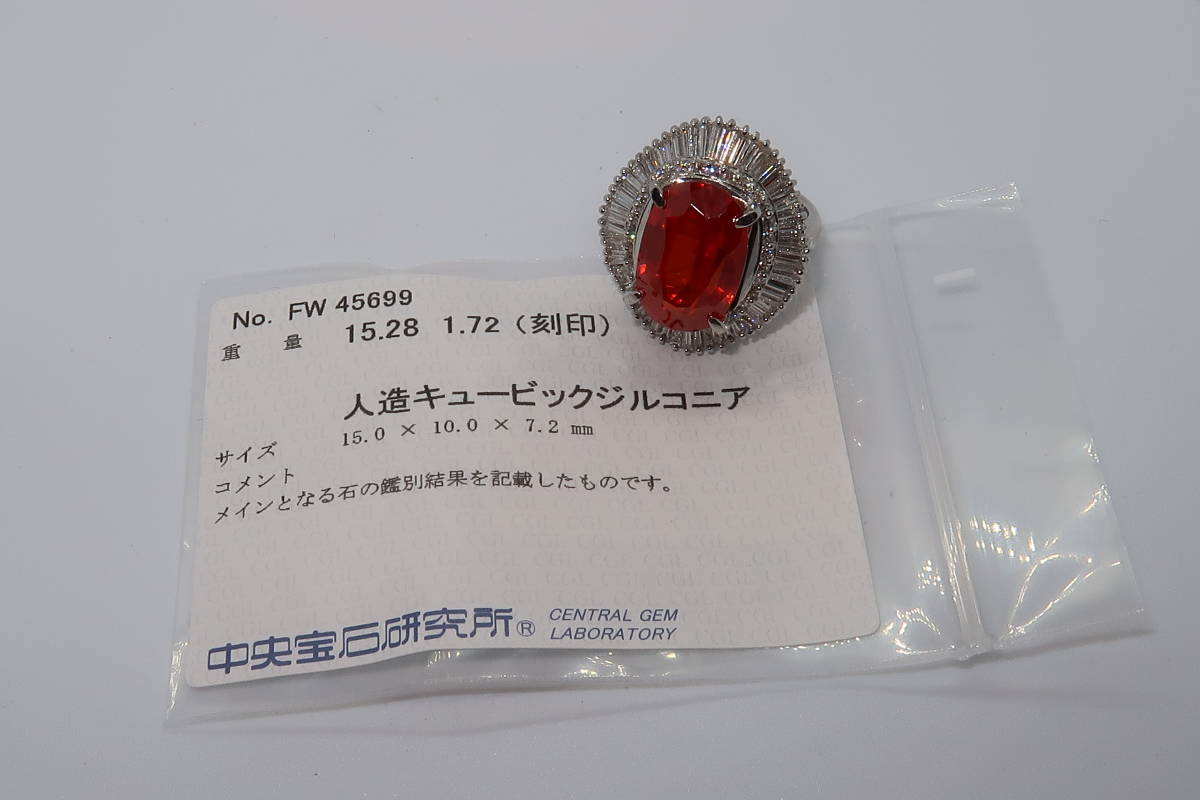 No. FW 45699
重 量 15.28 1.72 (刻印)
人造キュービックジルコニア
サイズ 15.0 × 10.0 × 7.2 mm
コメント
メインとなる石の鑑別結果を記載したものです。
中央宝石研究所® CENTRAL GEM
LABORATORY